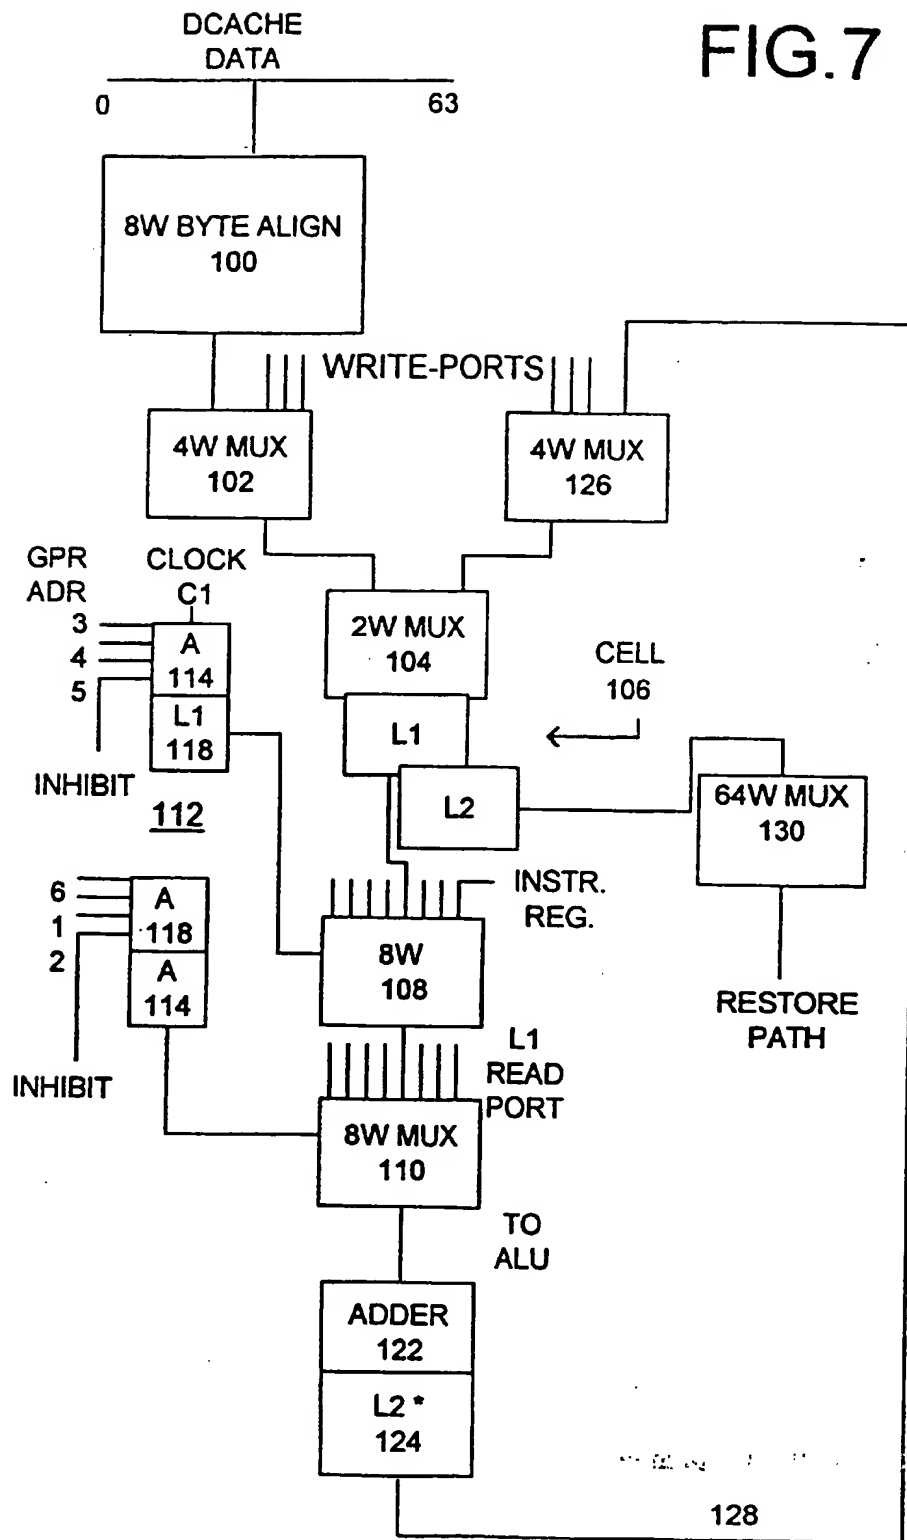 DCACHE
DATA
FIG.7
0
63
8W BYTE ALIGN
100
WRITE-PORTS
4W MUX
102
4W MUX
126
GPR
ADR
CLOCK
C1
3
4
5
A
114
L1
118
INHIBIT
112
2W MUX
104
L1
L2
CELL
106
64W MUX
130
RESTORE
PATH
INSTR.
REG.
6
1
2
A
118
A
114
INHIBIT
8W
108
L1
READ
PORT
8W MUX
110
TO
ALU
ADDER
122
L2 *
124
128